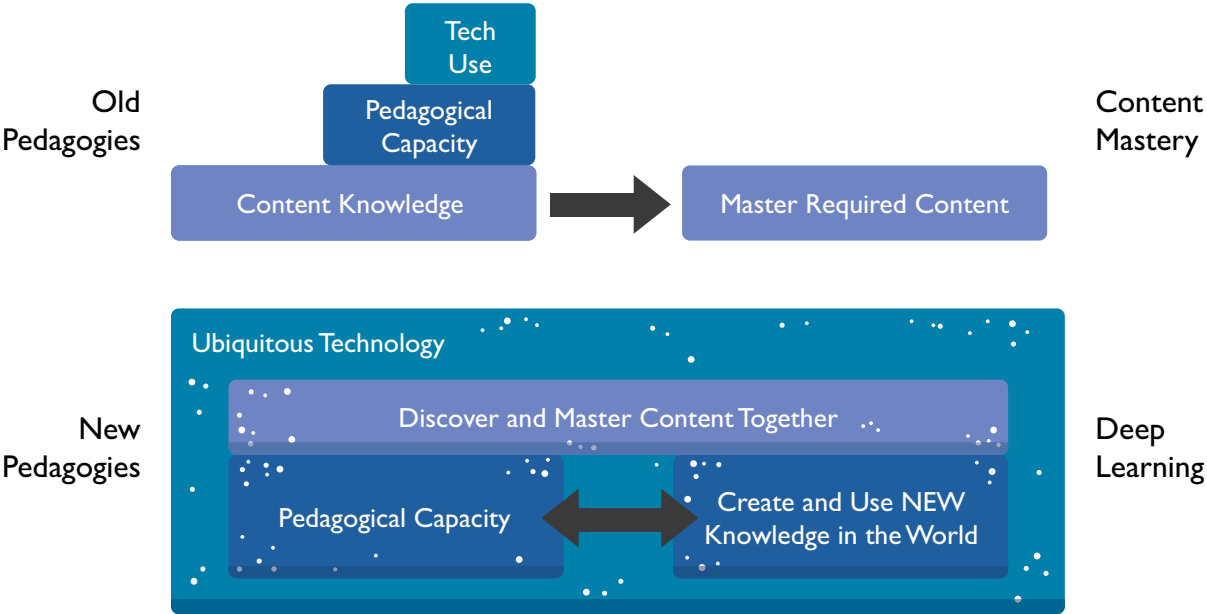 Tech
Use
Old
Pedagogies
Pedagogical
Capacity
Content
Mastery
Content Knowledge
Master Required Content
Ubiquitous Technology
Discover and Master Content Together
New
Pedagogies
Deep
Learning
Pedagogical Capacity
Create and Use NEW
Knowledge in the World